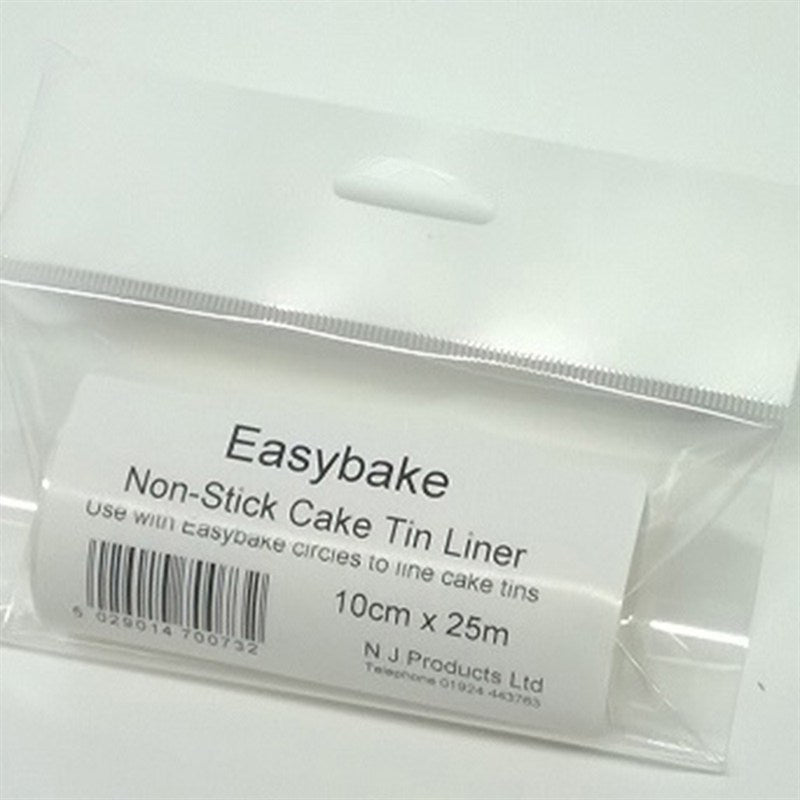 Easybake
Non-Stick Cake Tin Liner
Use with Easybake circles to line cake tins
10cm x 25m
5 029014 700732
N J Products Ltd
Telephone 01924 443763